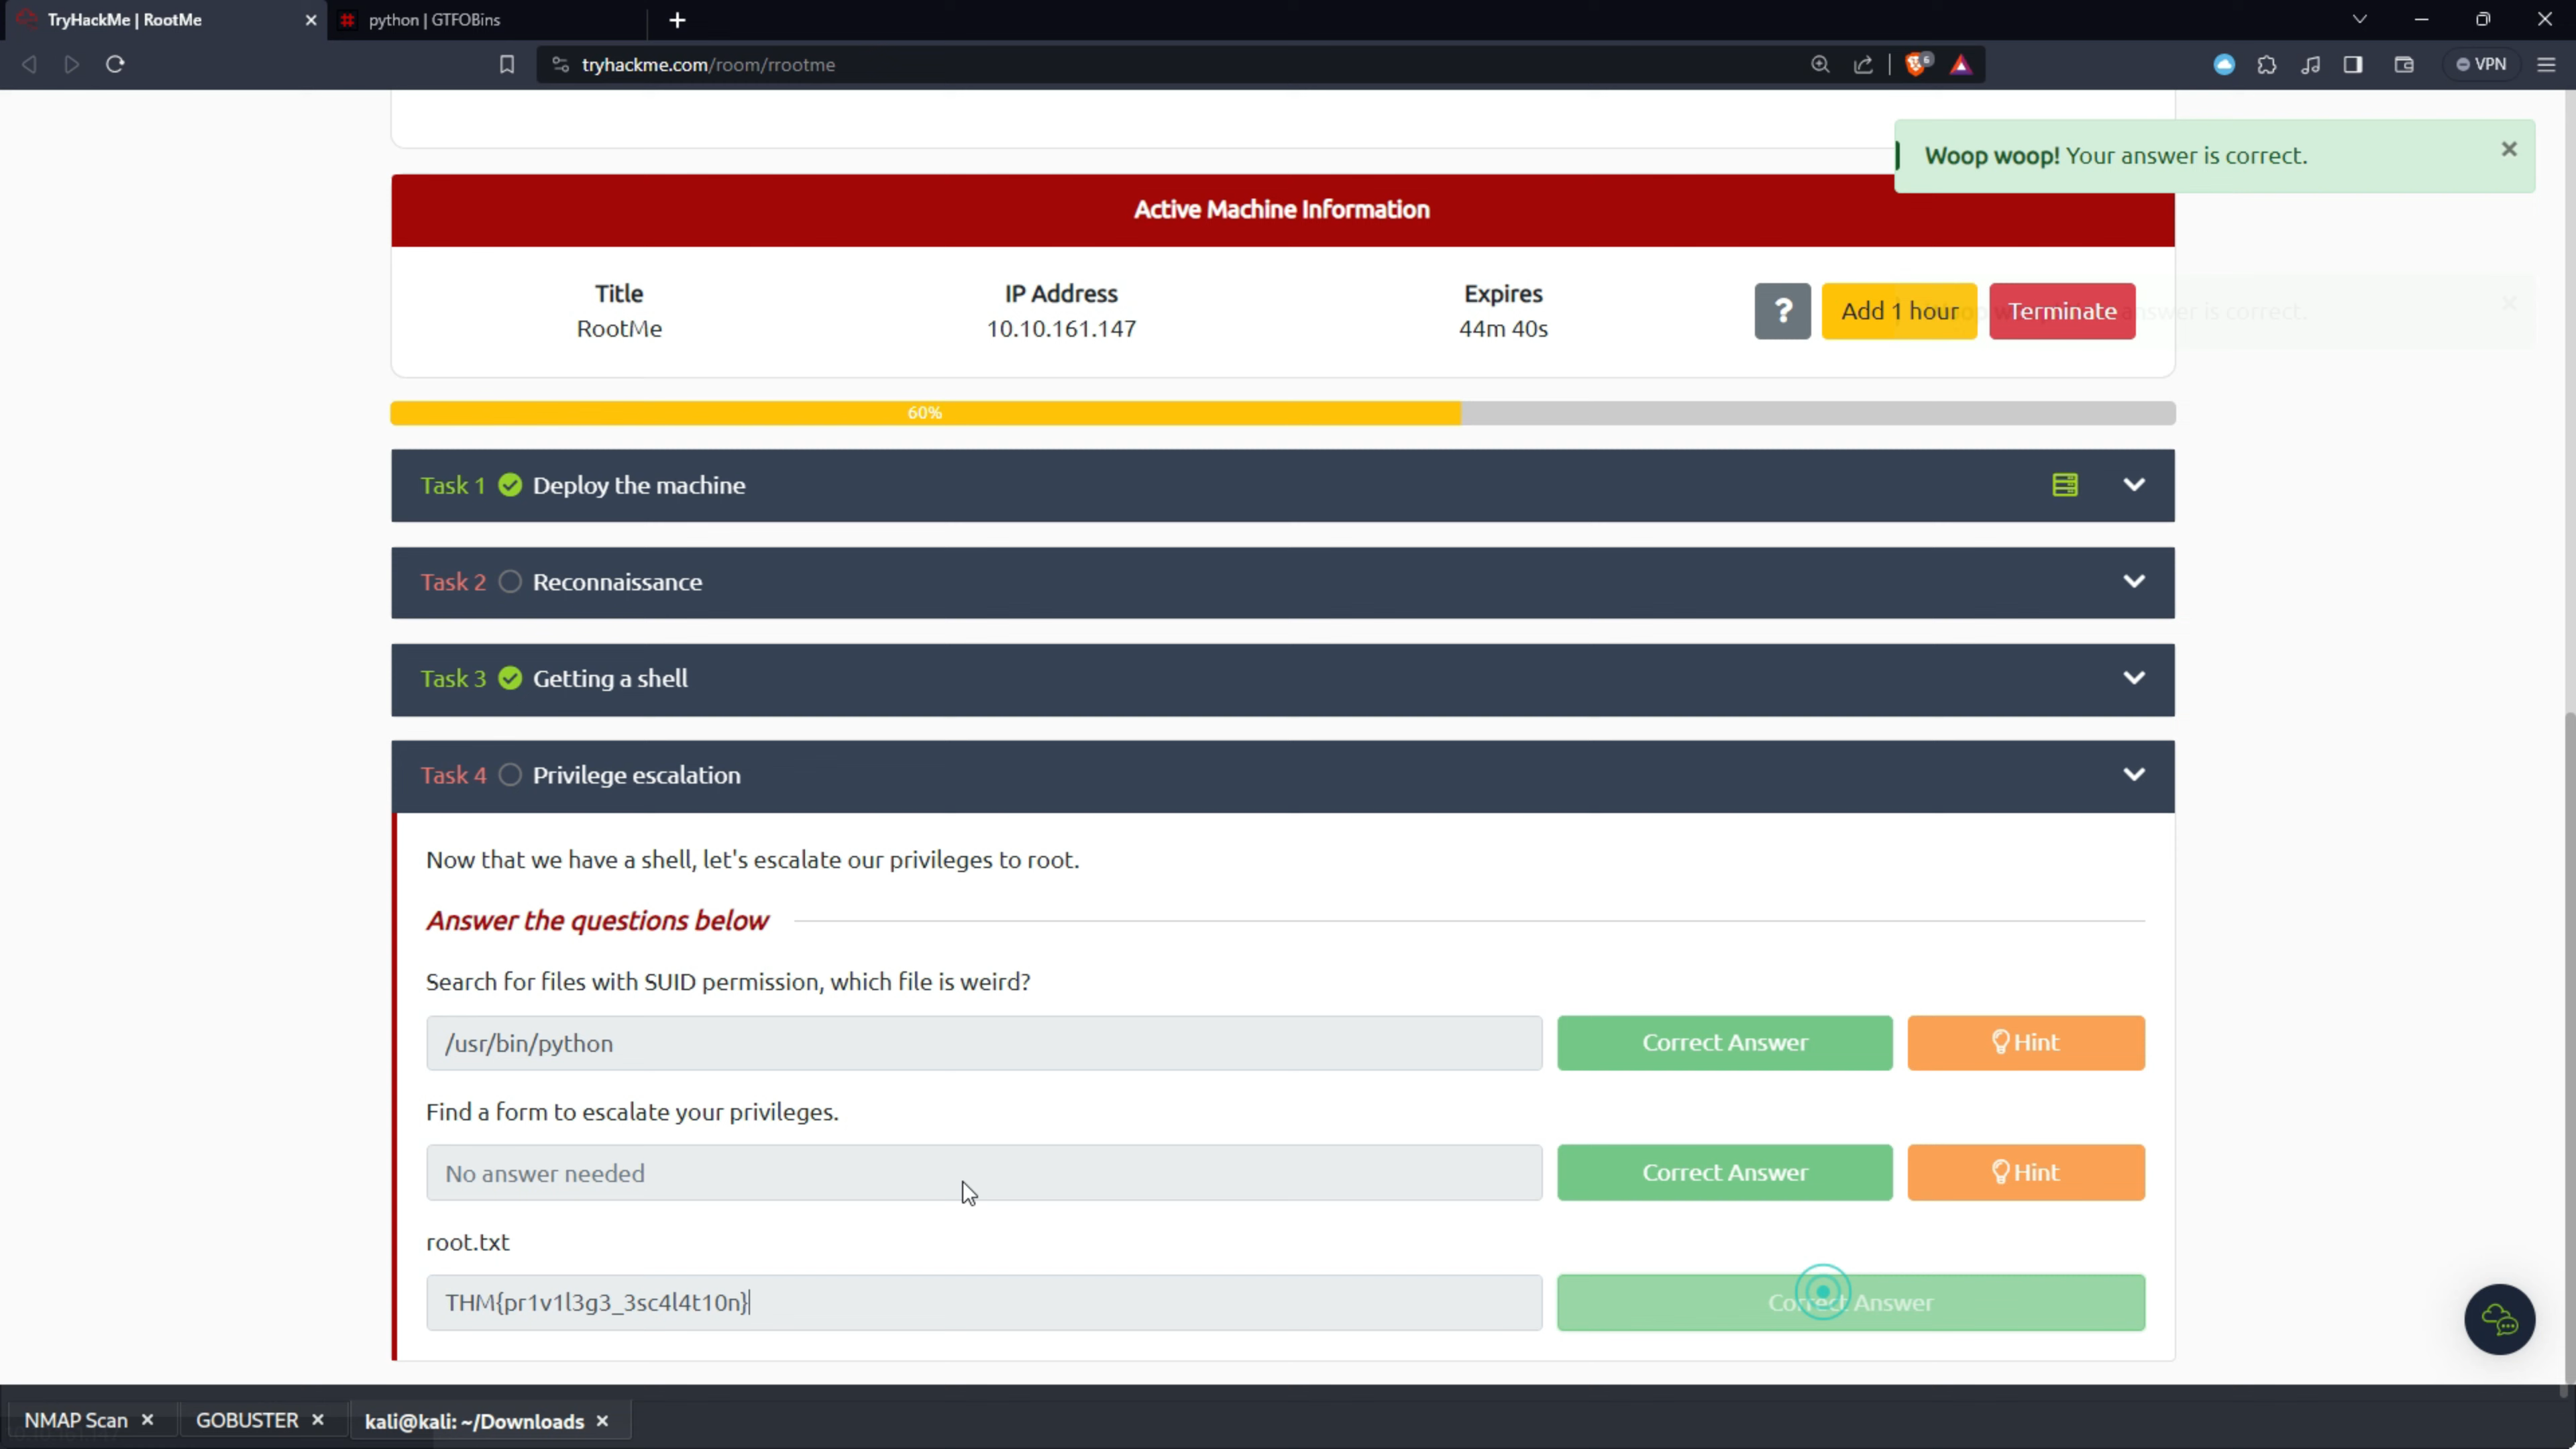 TryHackMe | RootMe
python | GTFOBins
tryhackme.com/room/rrootme
6
VPN
Woop woop! Your answer is correct.
Active Machine Information
Title
IP Address
Expires
RootMe
10.10.161.147
44m 40s
?
Add 1 hour
Terminate
answer is correct.
60%
Task 1 Deploy the machine
Task 2 Reconnaissance
Task 3 Getting a shell
Task 4 Privilege escalation
Now that we have a shell, let's escalate our privileges to root.
Answer the questions below
Search for files with SUID permission, which file is weird?
/usr/bin/python
Correct Answer
Hint
Find a form to escalate your privileges.
No answer needed
Correct Answer
Hint
root.txt
THM{pr1v1l3g3_3sc4l4t10n}
Correct Answer
NMAP Scan
GOBUSTER
kali@kali: ~/Downloads